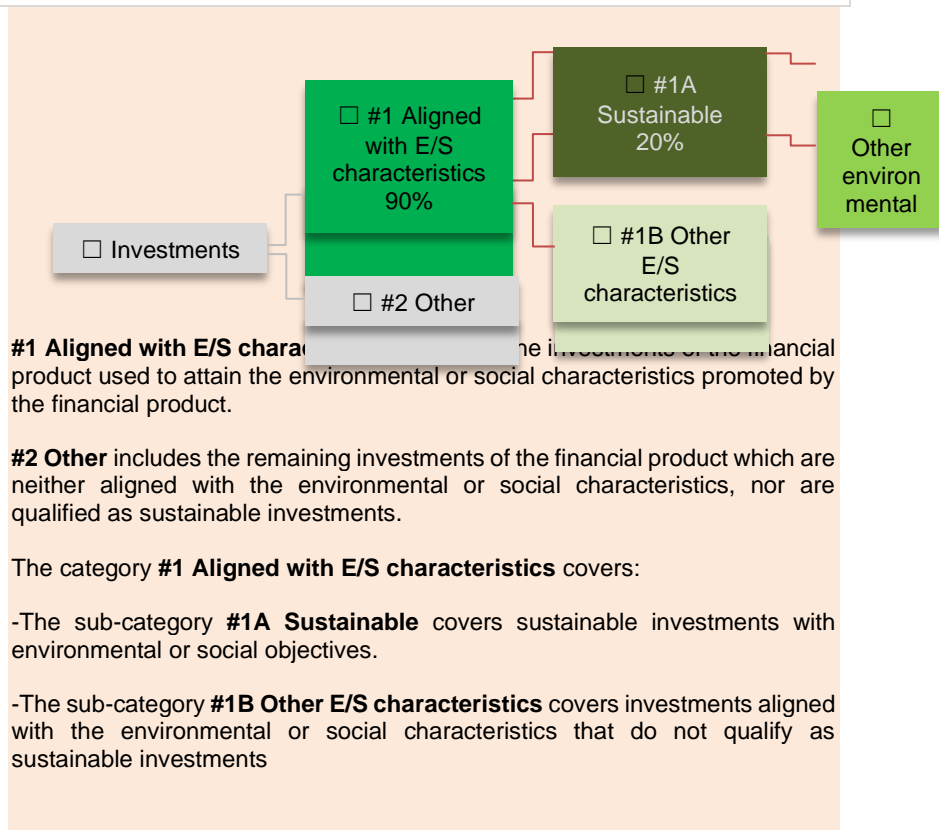 ☐ #1A
Sustainable
20%
☐ #1 Aligned
with E/S
characteristics
90%
☐
Other
environ
mental
☐ Investments
☐ #1B Other
E/S
characteristics
☐ #2 Other
#1 Aligned with E/S the financial
product used to attain the environmental or social characteristics promoted by
the financial product.
#2 Other includes the remaining investments of the financial product which are
neither aligned with the environmental or social characteristics, nor are
qualified as sustainable investments.
The category #1 Aligned with E/S characteristics covers:
-The sub-category #1A Sustainable covers sustainable investments with
environmental or social objectives.
-The sub-category #1B Other E/S characteristics covers investments aligned
with the environmental or social characteristics that do not qualify as
sustainable investments